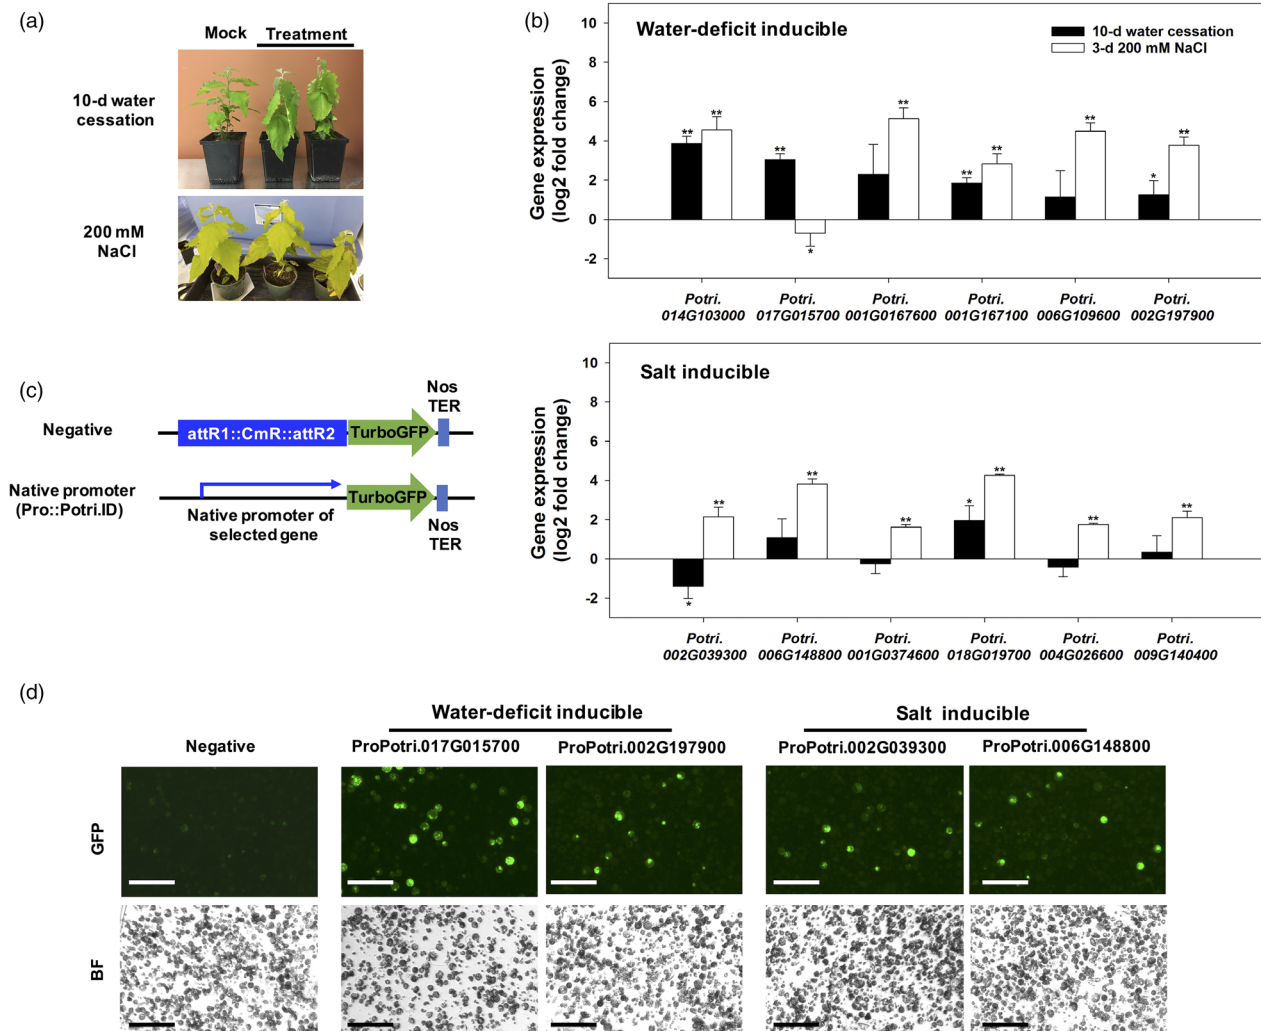 (a)
Mock Treatment
10-d water
cessation
200 mM
NaCl
(b)
Water-deficit inducible
10-d water cessation
3-d 200 mM NaCl
Gene expression
(log2 fold change)
10
8
6
4
2
0
-2
** ** ** * ** ** ** ** * **
Potri.
014G103000
Potri.
017G015700
Potri.
001G0167600
Potri.
001G167100
Potri.
006G109600
Potri.
002G197900
Salt inducible
Gene expression
(log2 fold change)
10
8
6
4
2
0
-2
* ** ** ** * ** ** **
Potri.
002G039300
Potri.
006G148800
Potri.
001G0374600
Potri.
018G019700
Potri.
004G026600
Potri.
009G140400
(c)
Negative
attR1::CmR::attR2
TurboGFP
Nos
TER
Native promoter
(Pro::Potri.ID)
Native promoter of
selected gene
TurboGFP
Nos
TER
(d)
Water-deficit inducible
Salt inducible
Negative
ProPotri.017G015700
ProPotri.002G197900
ProPotri.002G039300
ProPotri.006G148800
GFP
BF